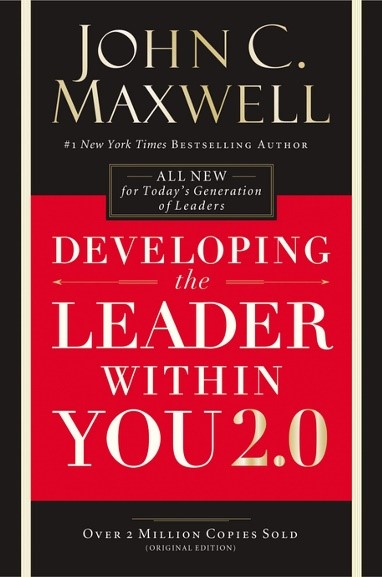 JOHN C.
MAXWELL
#1 New York Times BESTSELLING AUTHOR
ALL NEW
for Today's Generation
of Leaders
DEVELOPING
the
LEADER
WITHIN
YOU 2.0
OVER 2 MILLION COPIES SOLD
(ORIGINAL EDITION)